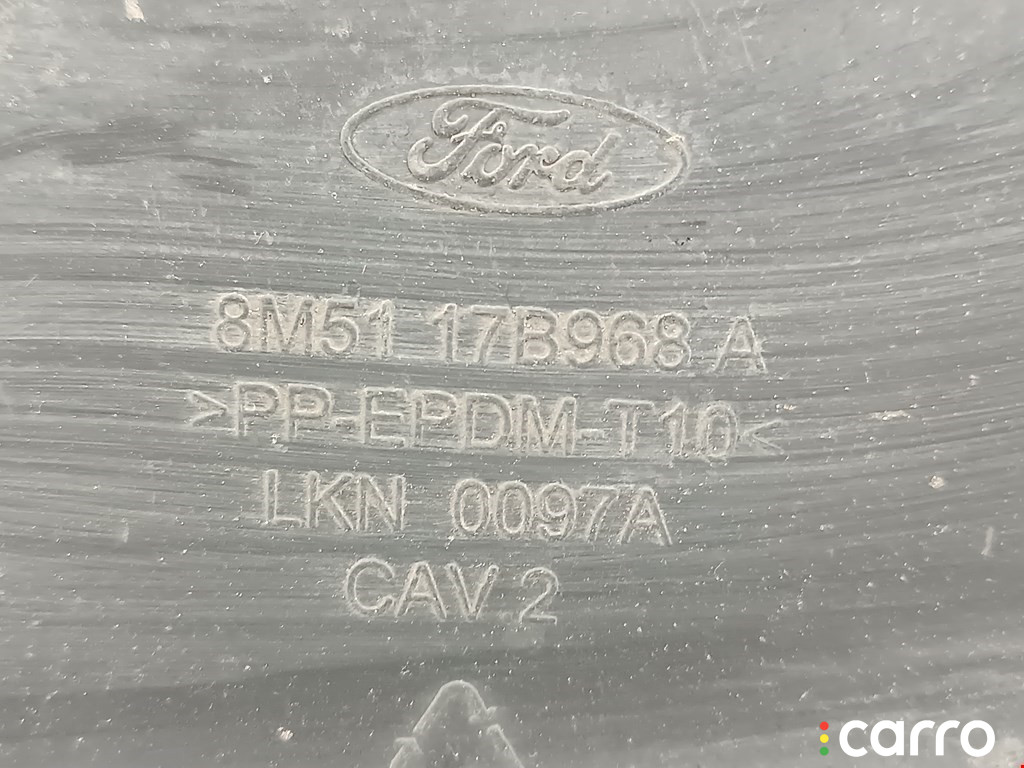 Ford
8M51 17B968 A
>PP-EPDM-T10<
LKN 0097A
CAV 2
carro